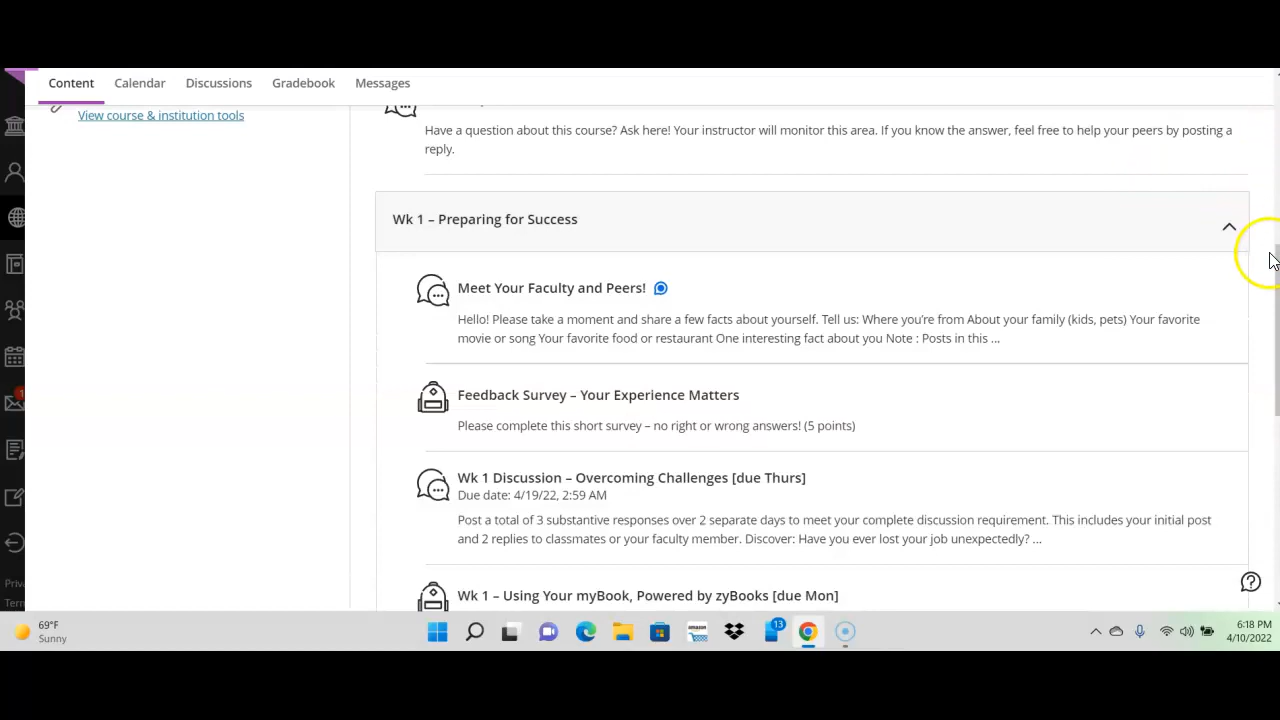 Content Calendar Discussions Gradebook Messages
View course & institution tools
Have a question about this course? Ask here! Your instructor will monitor this area. If you know the answer, feel free to help your peers by posting a
reply.
Wk 1 – Preparing for Success
Meet Your Faculty and Peers!
Hello! Please take a moment and share a few facts about yourself. Tell us: Where you're from About your family (kids, pets) Your favorite
movie or song Your favorite food or restaurant One interesting fact about you Note : Posts in this ...
Feedback Survey – Your Experience Matters
Please complete this short survey – no right or wrong answers! (5 points)
Wk 1 Discussion – Overcoming Challenges [due Thurs]
Due date: 4/19/22, 2:59 AM
Post a total of 3 substantive responses over 2 separate days to meet your complete discussion requirement. This includes your initial post
and 2 replies to classmates or your faculty member. Discover: Have you ever lost your job unexpectedly? ...
Wk 1 – Using Your myBook, Powered by zyBooks [due Mon]
1
Priv
Term
69°F
Sunny
amazon
13
6:18 PM
4/10/2022